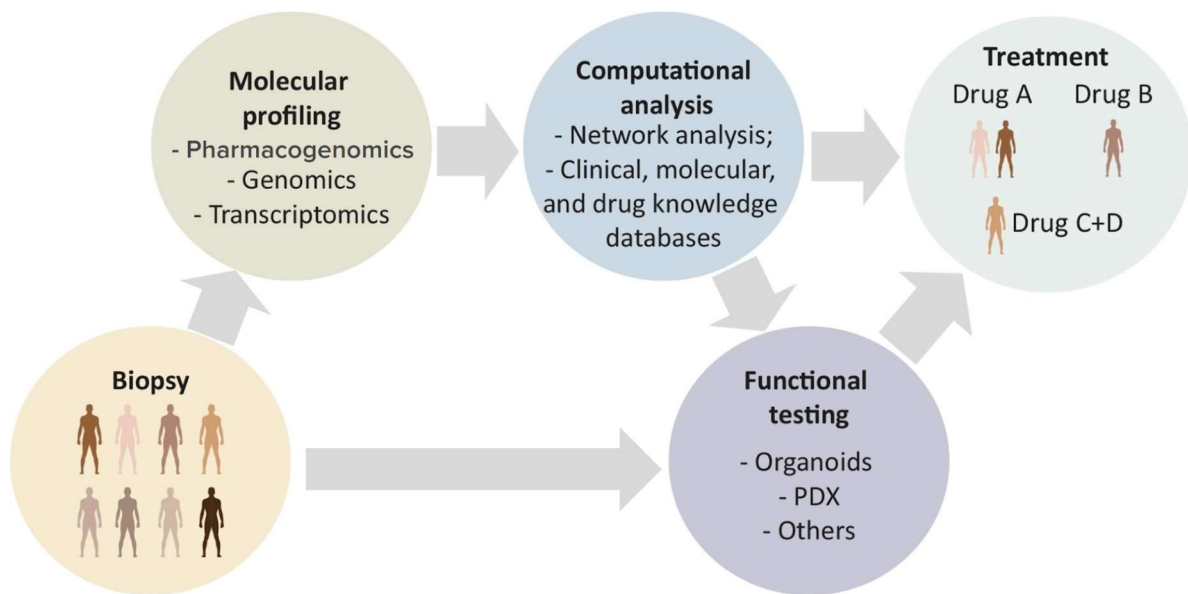 Molecular
profiling
- Pharmacogenomics
- Genomics
- Transcriptomics
Computational
analysis
- Network analysis;
- Clinical, molecular,
and drug knowledge
databases
Treatment
Drug A
Drug B
Drug C+D
Biopsy
Functional
testing
- Organoids
- PDX
- Others